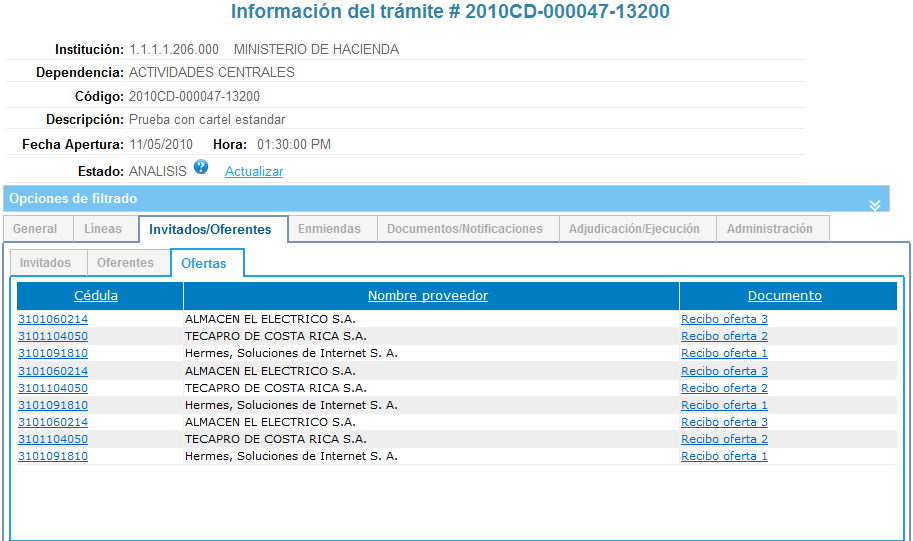 Información del trámite # 2010CD-000047-13200
Institución: 1.1.1.1.206.000 MINISTERIO DE HACIENDA
Dependencia: ACTIVIDADES CENTRALES
Código: 2010CD-000047-13200
Descripción: Prueba con cartel estandar
Fecha Apertura: 11/05/2010 Hora: 01:30:00 PM
Estado: ANALISIS ? Actualizar
Opciones de filtrado
General Líneas Invitados/Oferentes Enmiendas Documentos/Notificaciones Adjudicación/Ejecución Administración
Invitados Oferentes Ofertas
Cédula Nombre proveedor Documento
3101060214 ALMACEN EL ELECTRICO S.A. Recibo oferta 3
3101104050 TECAPRO DE COSTA RICA S.A. Recibo oferta 2
3101091810 Hermes, Soluciones de Internet S. A. Recibo oferta 1
3101060214 ALMACEN EL ELECTRICO S.A. Recibo oferta 3
3101104050 TECAPRO DE COSTA RICA S.A. Recibo oferta 2
3101091810 Hermes, Soluciones de Internet S. A. Recibo oferta 1
3101060214 ALMACEN EL ELECTRICO S.A. Recibo oferta 3
3101104050 TECAPRO DE COSTA RICA S.A. Recibo oferta 2
3101091810 Hermes, Soluciones de Internet S. A. Recibo oferta 1